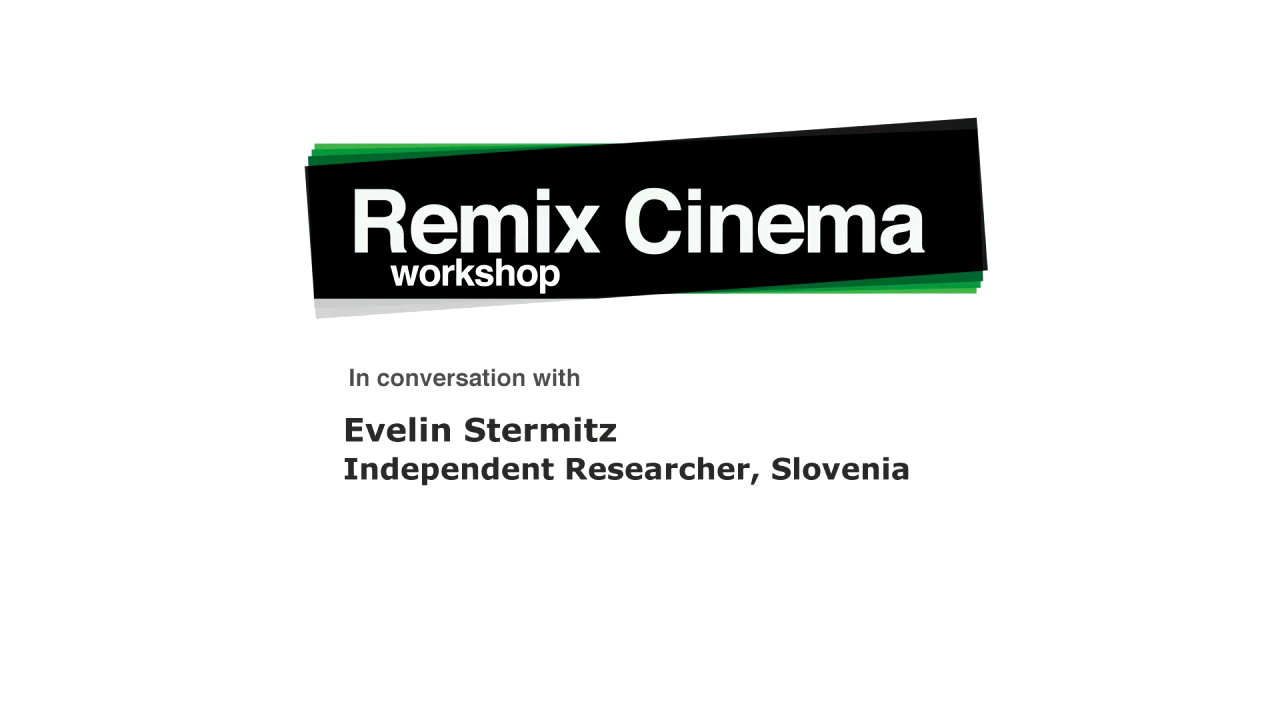 Remix Cinema
workshop
In conversation with
Evelin Stermitz
Independent Researcher, Slovenia